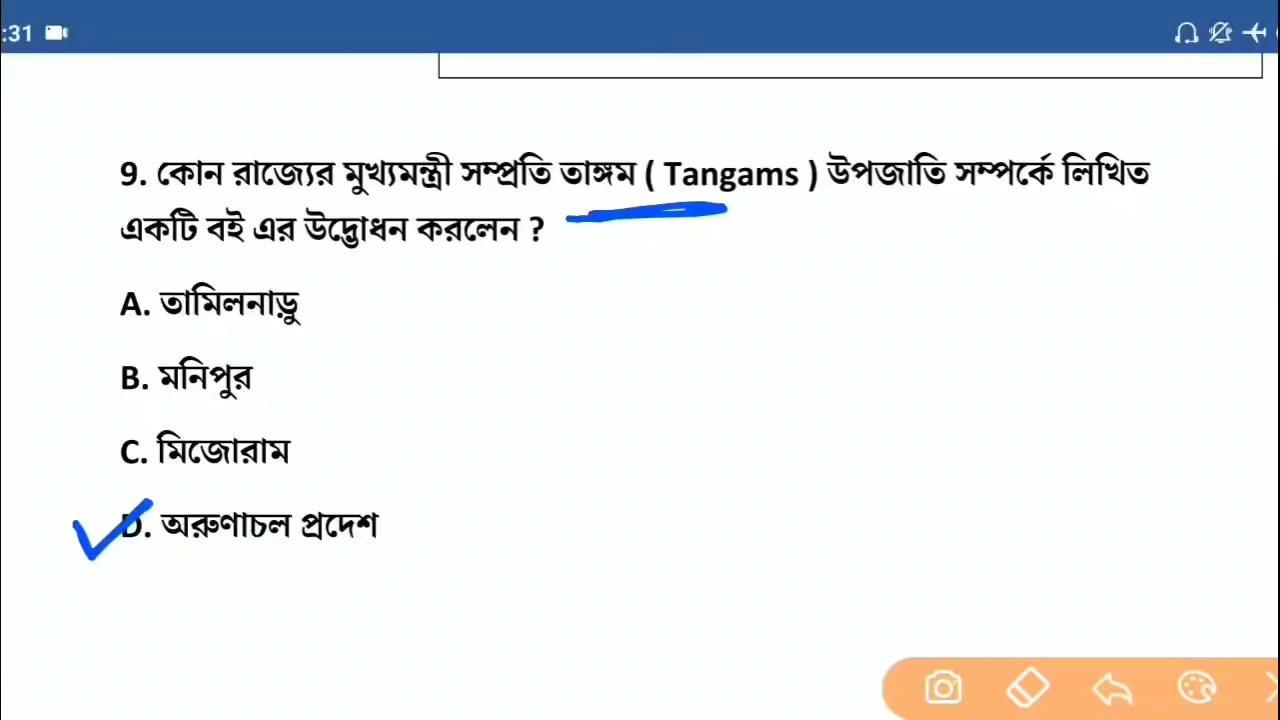 :31
9. কোন রাজ্যের মুখ্যমন্ত্রী সম্প্রতি তাঙ্গম ( Tangams ) উপজাতি সম্পর্কে লিখিত
একটি বই এর উদ্ভোধন করলেন ?
A. তামিলনাড়ু
B. মনিপুর
C. মিজোরাম
D. অরুণাচল প্রদেশ